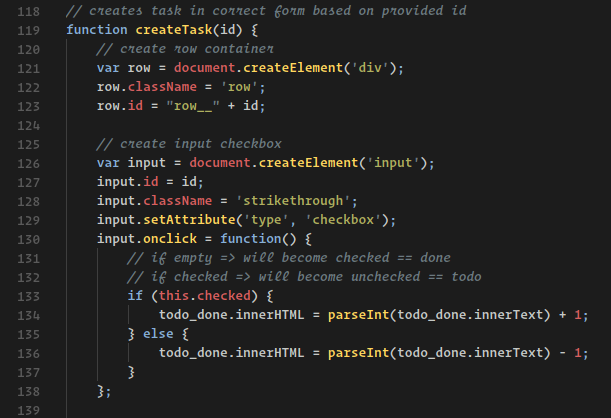 118 // creates task in correct form based on provided id
119 function createTask(id) {
120     // create row container
121     var row = document.createElement('div');
122     row.className = 'row';
123     row.id = "row__" + id;
124
125     // create input checkbox
126     var input = document.createElement('input');
127     input.id = id;
128     input.className = 'strikethrough';
129     input.setAttribute('type', 'checkbox');
130     input.onclick = function() {
131         // if empty => will become checked == done
132         // if checked => will become unchecked == todo
133         if (this.checked) {
134             todo_done.innerHTML = parseInt(todo_done.innerText) + 1;
135         } else {
136             todo_done.innerHTML = parseInt(todo_done.innerText) - 1;
137         }
138     };
139